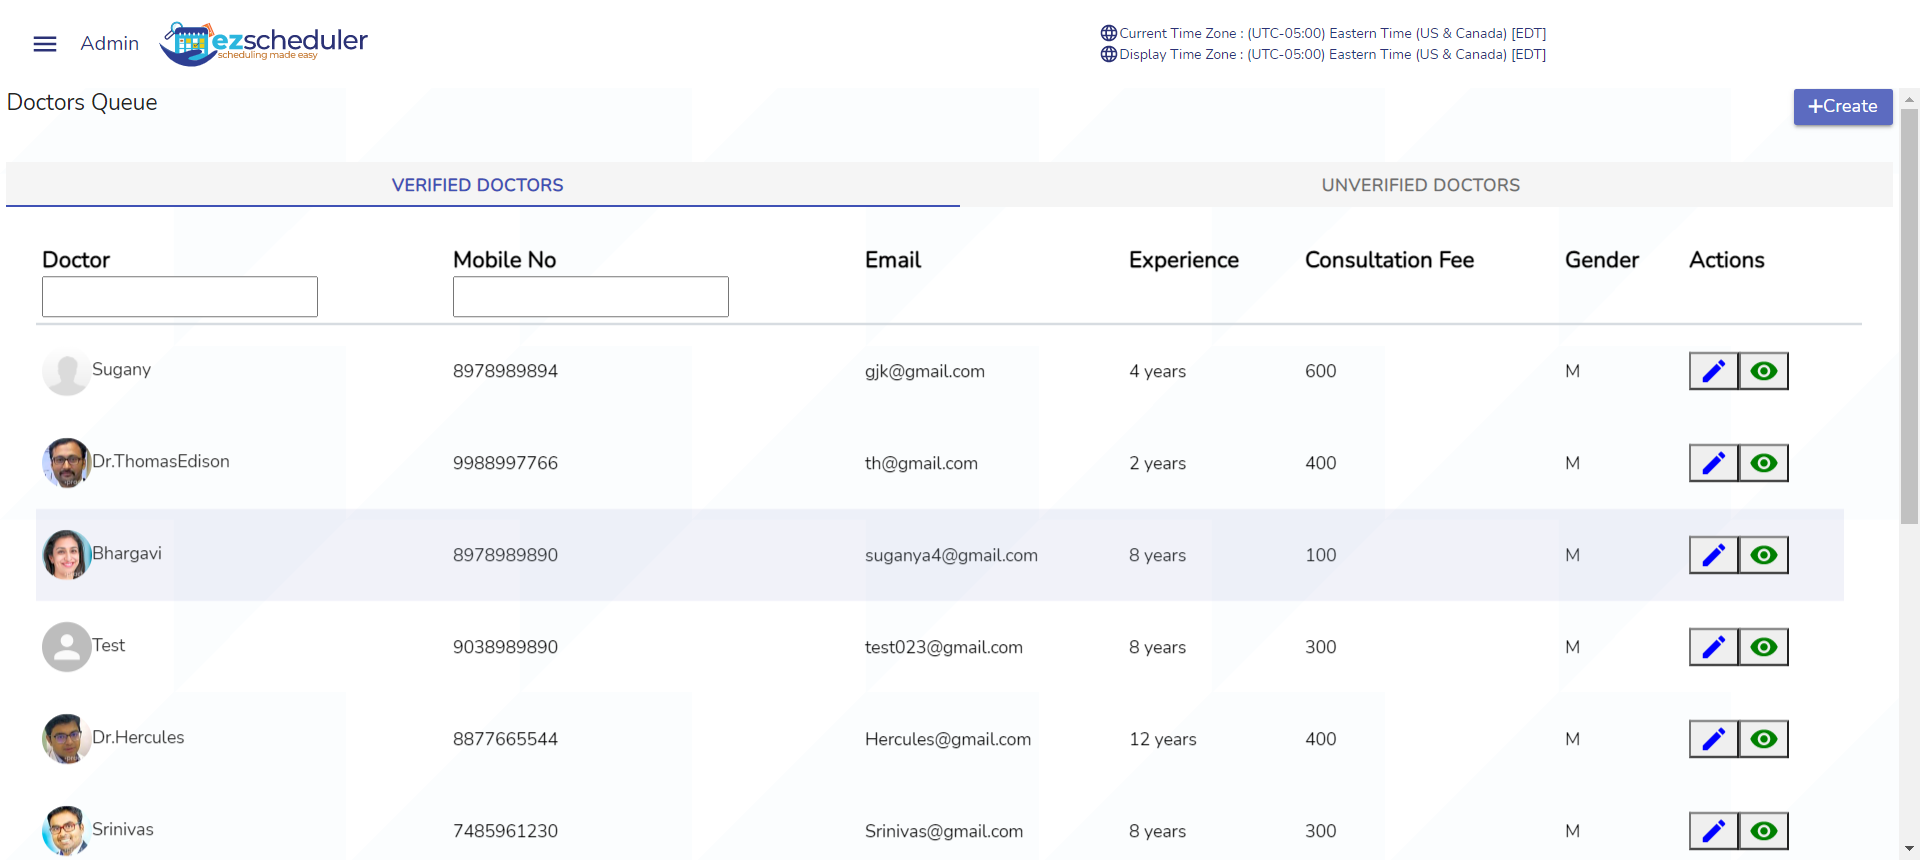 Admin
ezscheduler
scheduling made easy
Current Time Zone : (UTC-05:00) Eastern Time (US & Canada) [EDT]
Display Time Zone : (UTC-05:00) Eastern Time (US & Canada) [EDT]
Doctors Queue
+Create
VERIFIED DOCTORS UNVERIFIED DOCTORS
Doctor Mobile No Email Experience Consultation Fee Gender Actions
Sugany 8978989894 gjk@gmail.com 4 years 600 M
Dr.ThomasEdison 9988997766 th@gmail.com 2 years 400 M
Bhargavi 8978989890 suganya4@gmail.com 8 years 100 M
Test 9038989890 test023@gmail.com 8 years 300 M
Dr.Hercules 8877665544 Hercules@gmail.com 12 years 400 M
Srinivas 7485961230 Srinivas@gmail.com 8 years 300 M